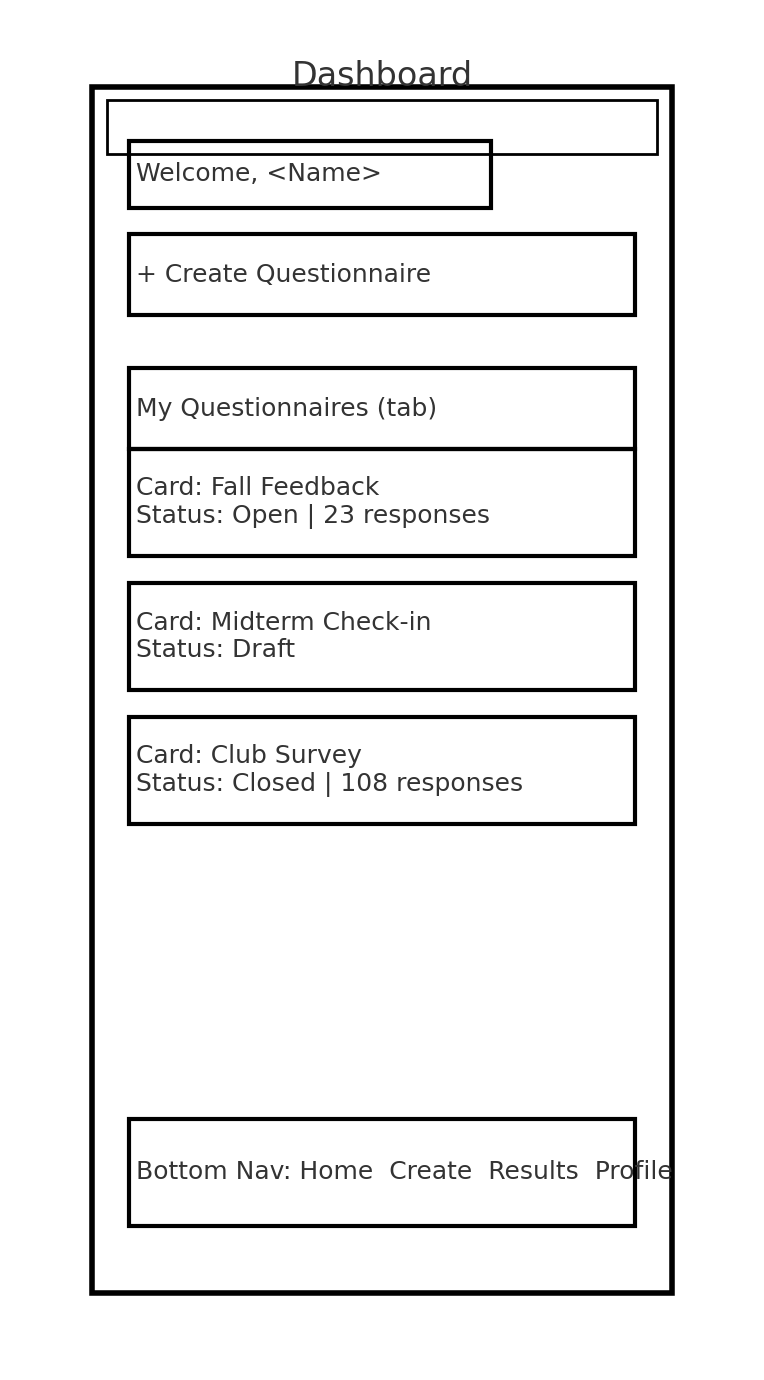 Dashboard
Welcome, <Name>
+ Create Questionnaire
My Questionnaires (tab)
Card: Fall Feedback
Status: Open | 23 responses
Card: Midterm Check-in
Status: Draft
Card: Club Survey
Status: Closed | 108 responses
Bottom Nav: Home  Create  Results  Profile